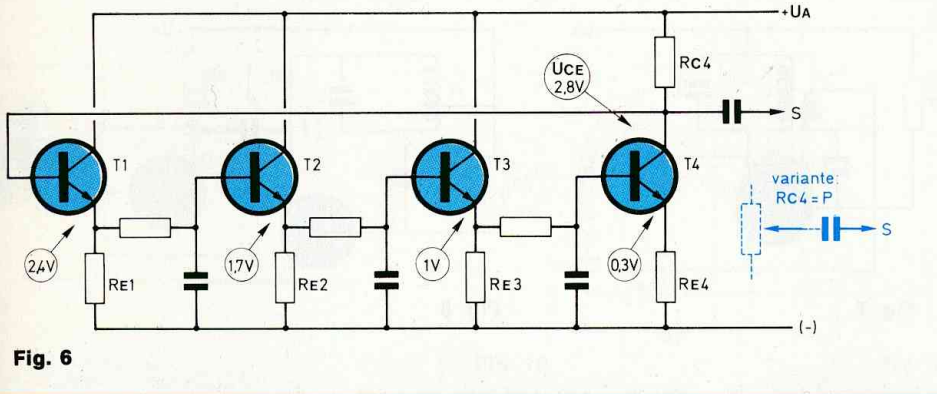 +UA
RC4
UCE
2,8V
S
T1
T2
T3
T4
variante:
RC4 = P
S
2,4V
1,7V
1V
0,3V
RE1
RE2
RE3
RE4
(-)
Fig. 6